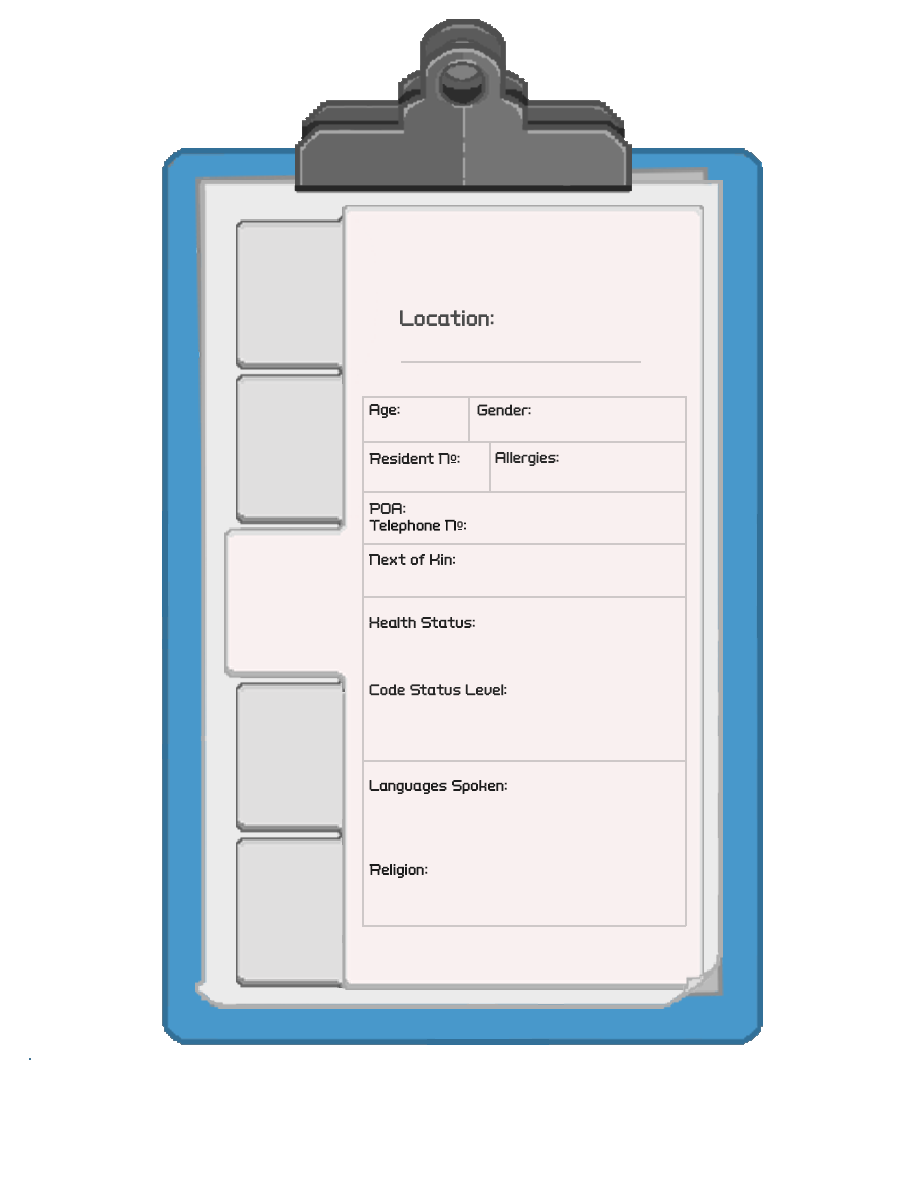 Location:
Age: Gender:
Resident Nº: Allergies:
POA:
Telephone Nº:
Next of Kin:
Health Status:
Code Status Level:
Languages Spoken:
Religion: